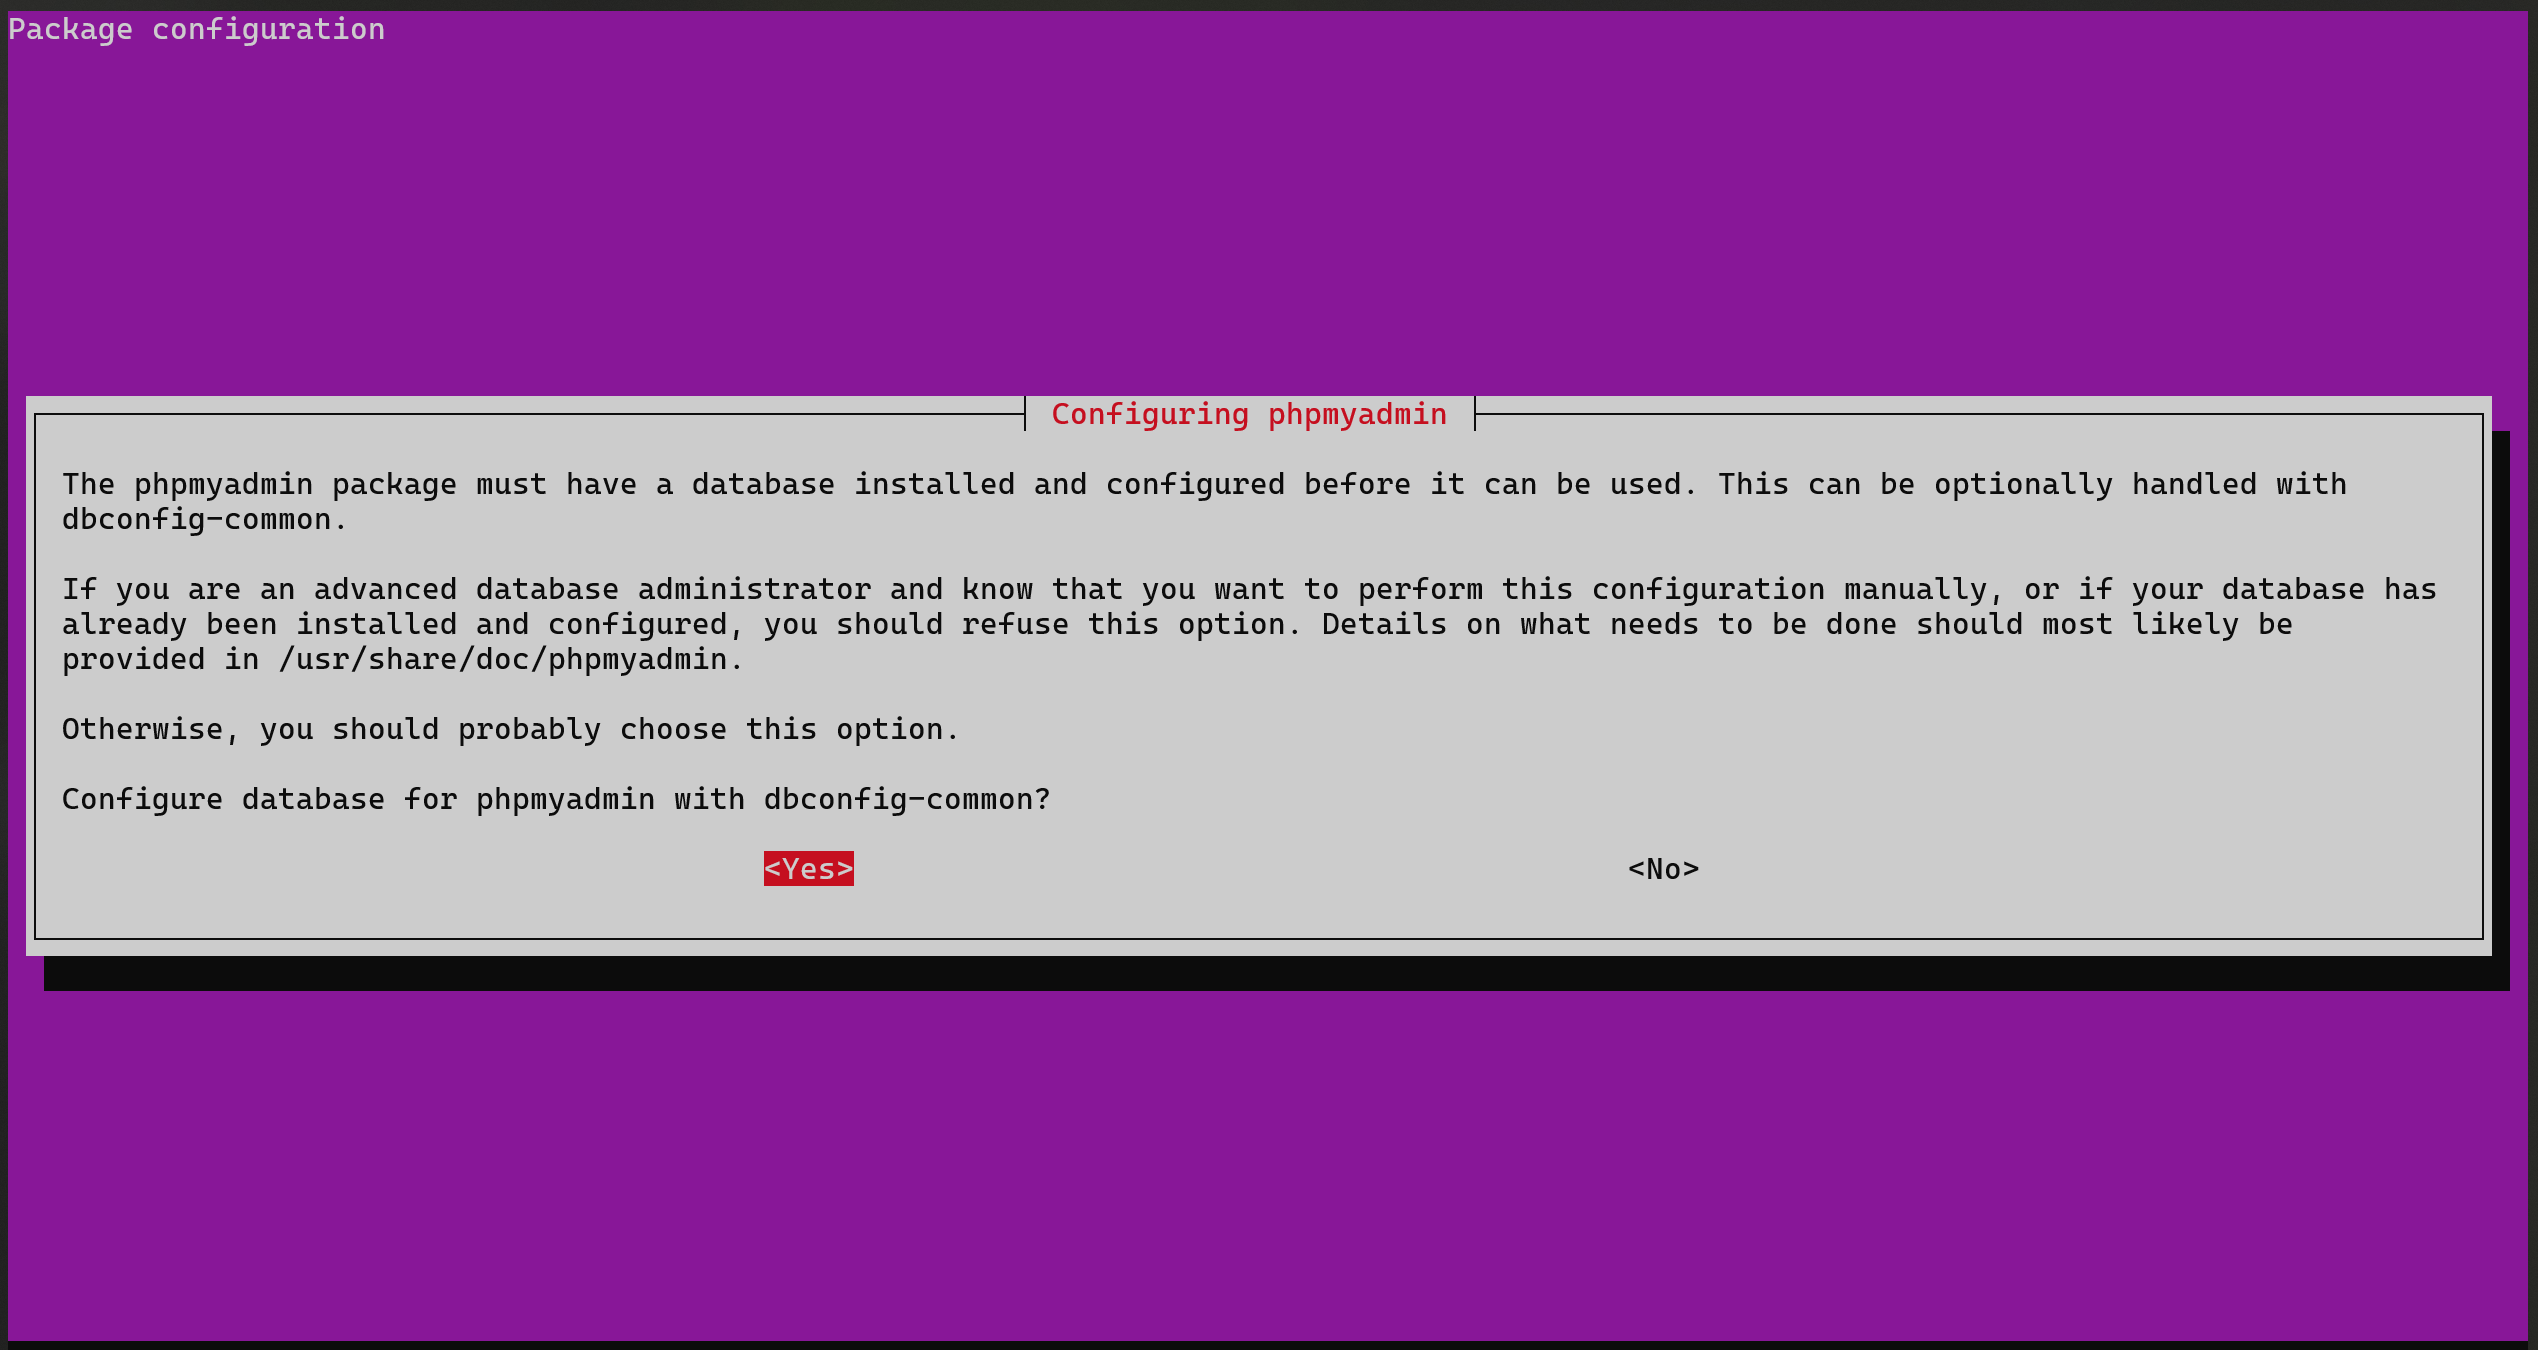 Package configuration
Configuring phpmyadmin
The phpmyadmin package must have a database installed and configured before it can be used. This can be optionally handled with
dbconfig-common.
If you are an advanced database administrator and know that you want to perform this configuration manually, or if your database has
already been installed and configured, you should refuse this option. Details on what needs to be done should most likely be
provided in /usr/share/doc/phpmyadmin.
Otherwise, you should probably choose this option.
Configure database for phpmyadmin with dbconfig-common?
<Yes> <No>